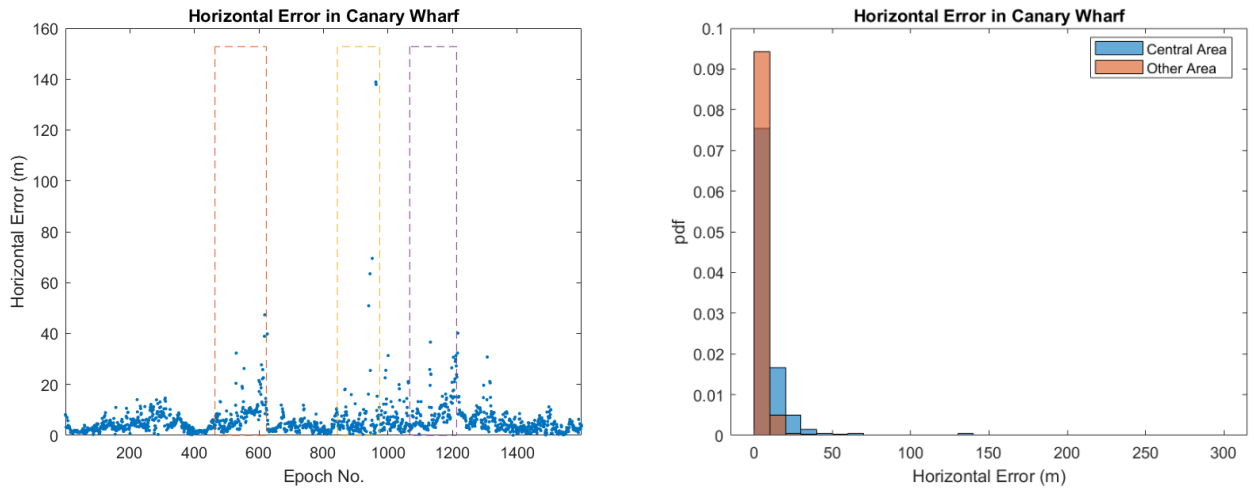 Horizontal Error in Canary Wharf
160
140
120
100
80
60
40
20
0
Horizontal Error (m)
200 400 600 800 1000 1200 1400
Epoch No.
Horizontal Error in Canary Wharf
0.1
0.09
0.08
0.07
0.06
0.05
0.04
0.03
0.02
0.01
0
pdf
Central Area
Other Area
0 50 100 150 200 250 300
Horizontal Error (m)